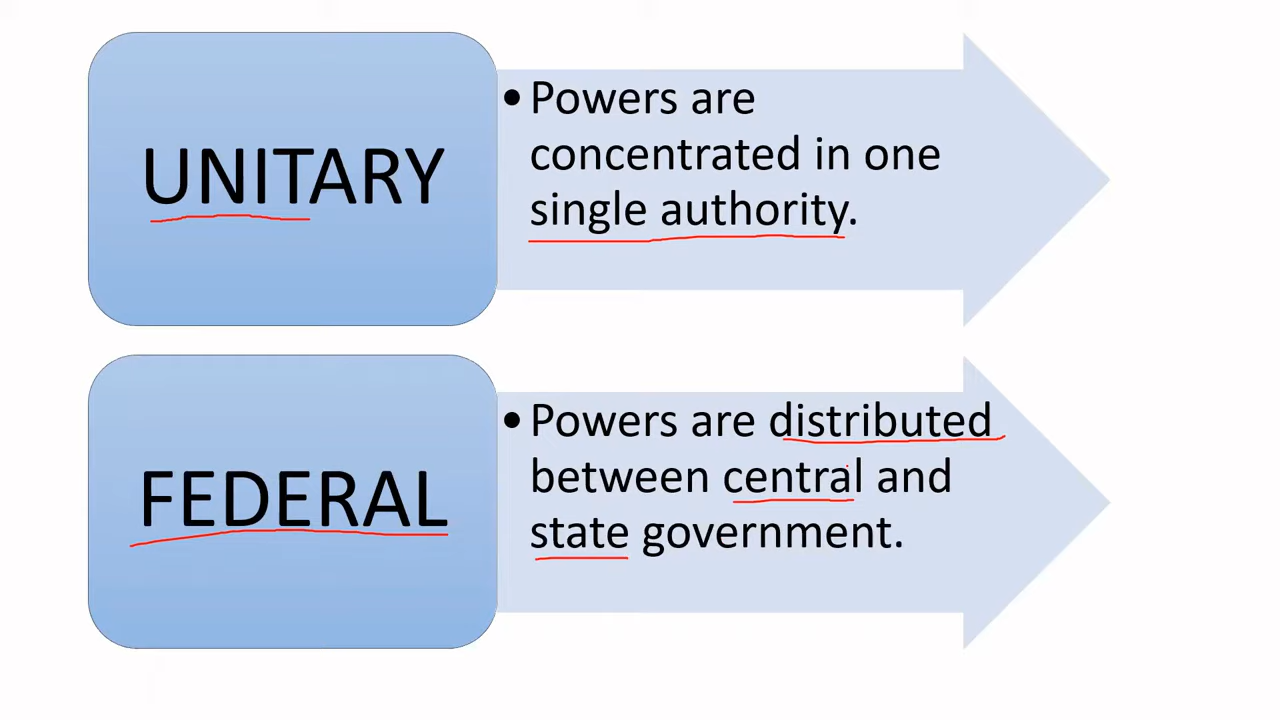 UNITARY
• Powers are
concentrated in one
single authority.
FEDERAL
• Powers are distributed
between central and
state government.